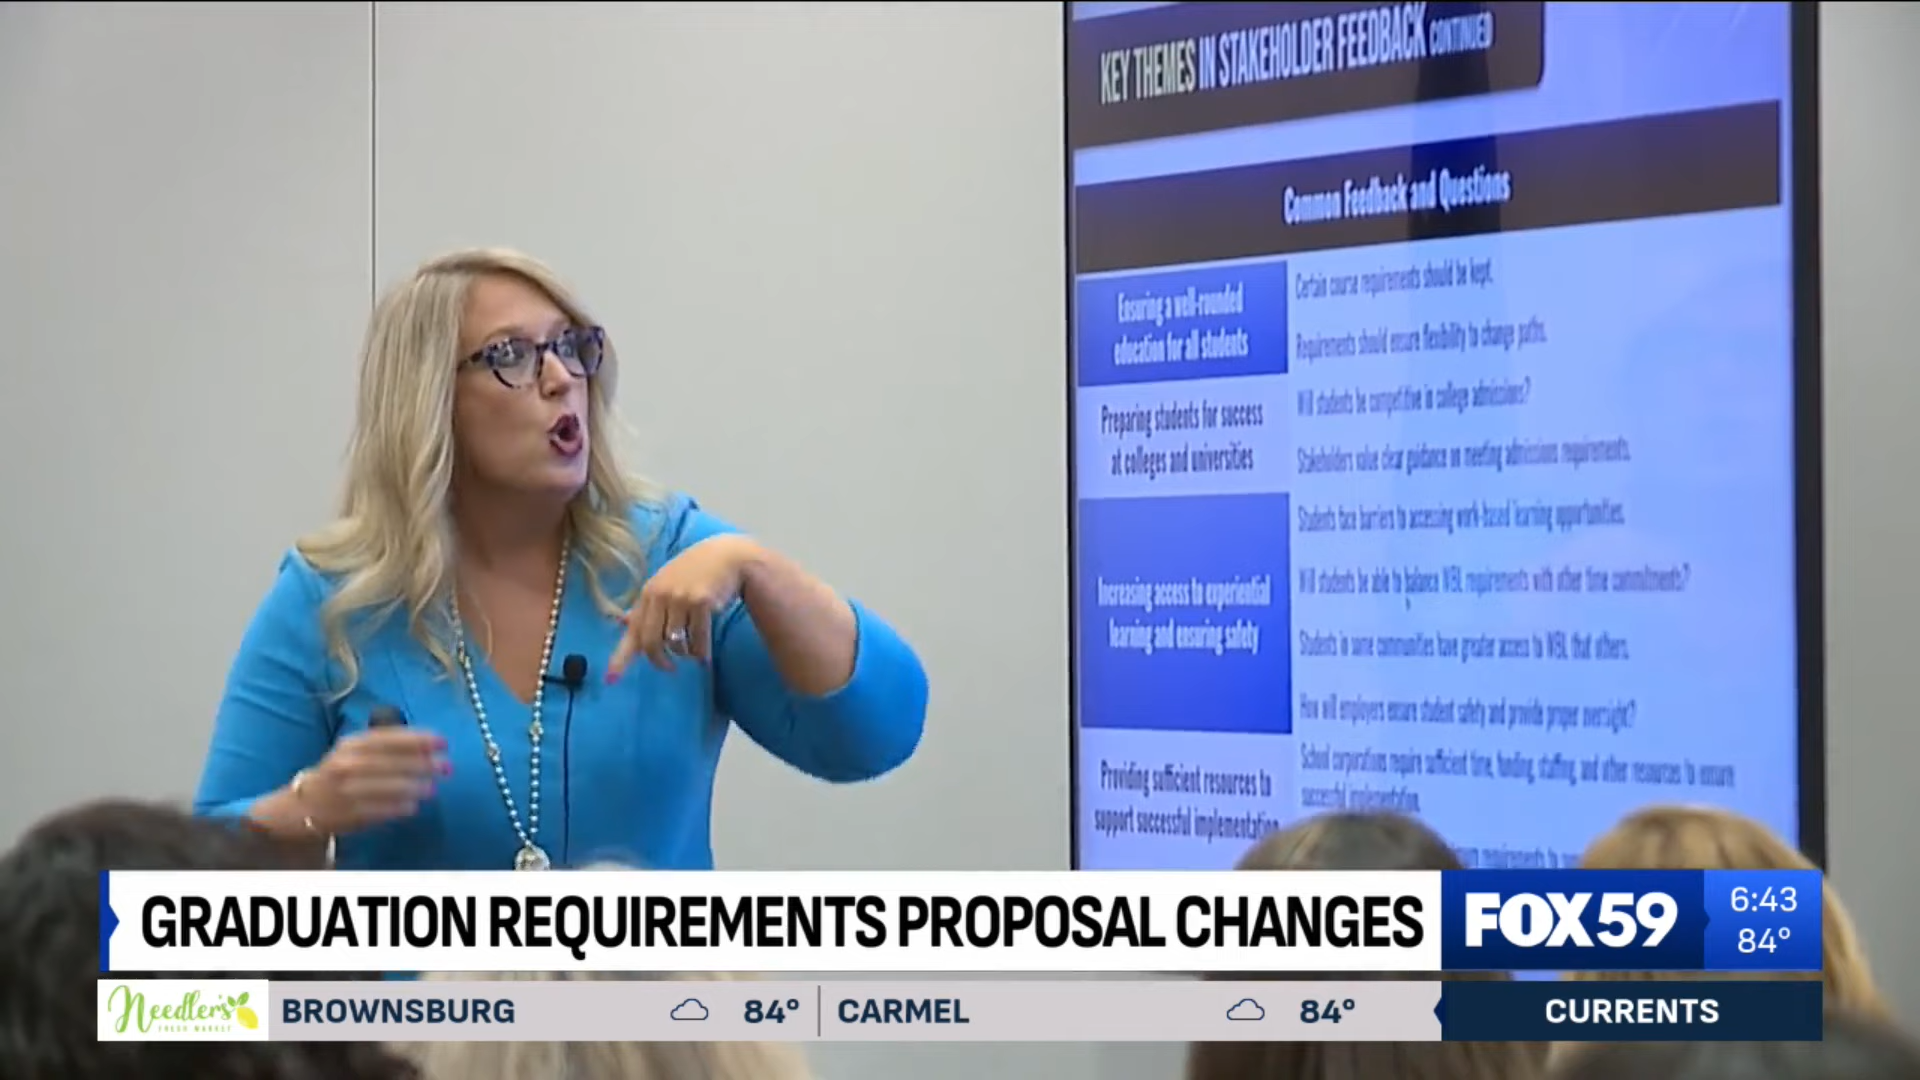 KEY THEMES IN STAKEHOLDER FEEDBACK CONTINUED
Common Feedback and Questions
Ensuring a well-rounded
education for all students
Certain course requirements should be kept.
Requirements should ensure flexibility to change paths.
Preparing students for success
at colleges and universities
Will students be competitive in college admissions?
Stakeholders value clear guidance on meeting admissions requirements.
Increasing access to experiential
learning and ensuring safety
Students face barriers to accessing work-based learning opportunities.
Will students be able to balance WBL requirements with other time commitments?
Students in some communities have greater access to WBL that others.
How will employers ensure student safety and provide proper oversight?
Providing sufficient resources to
support successful implementation
School corporations require sufficient time, funding, staffing, and other resources to ensure
successful implementation.
requirements to
GRADUATION REQUIREMENTS PROPOSAL CHANGES
FOX59
6:43
84°
Needler's
FRESH MARKET
BROWNSBURG 84° CARMEL 84°
CURRENTS